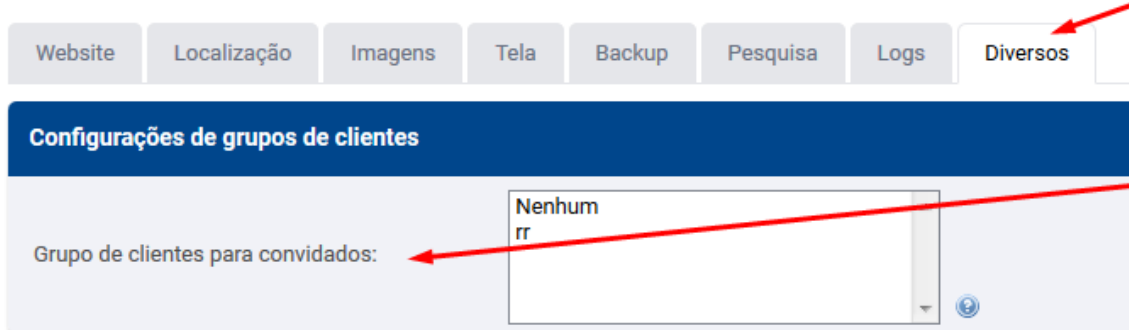 Website Localização Imagens Tela Backup Pesquisa Logs Diversos
Configurações de grupos de clientes
Nenhum
rr
Grupo de clientes para convidados: